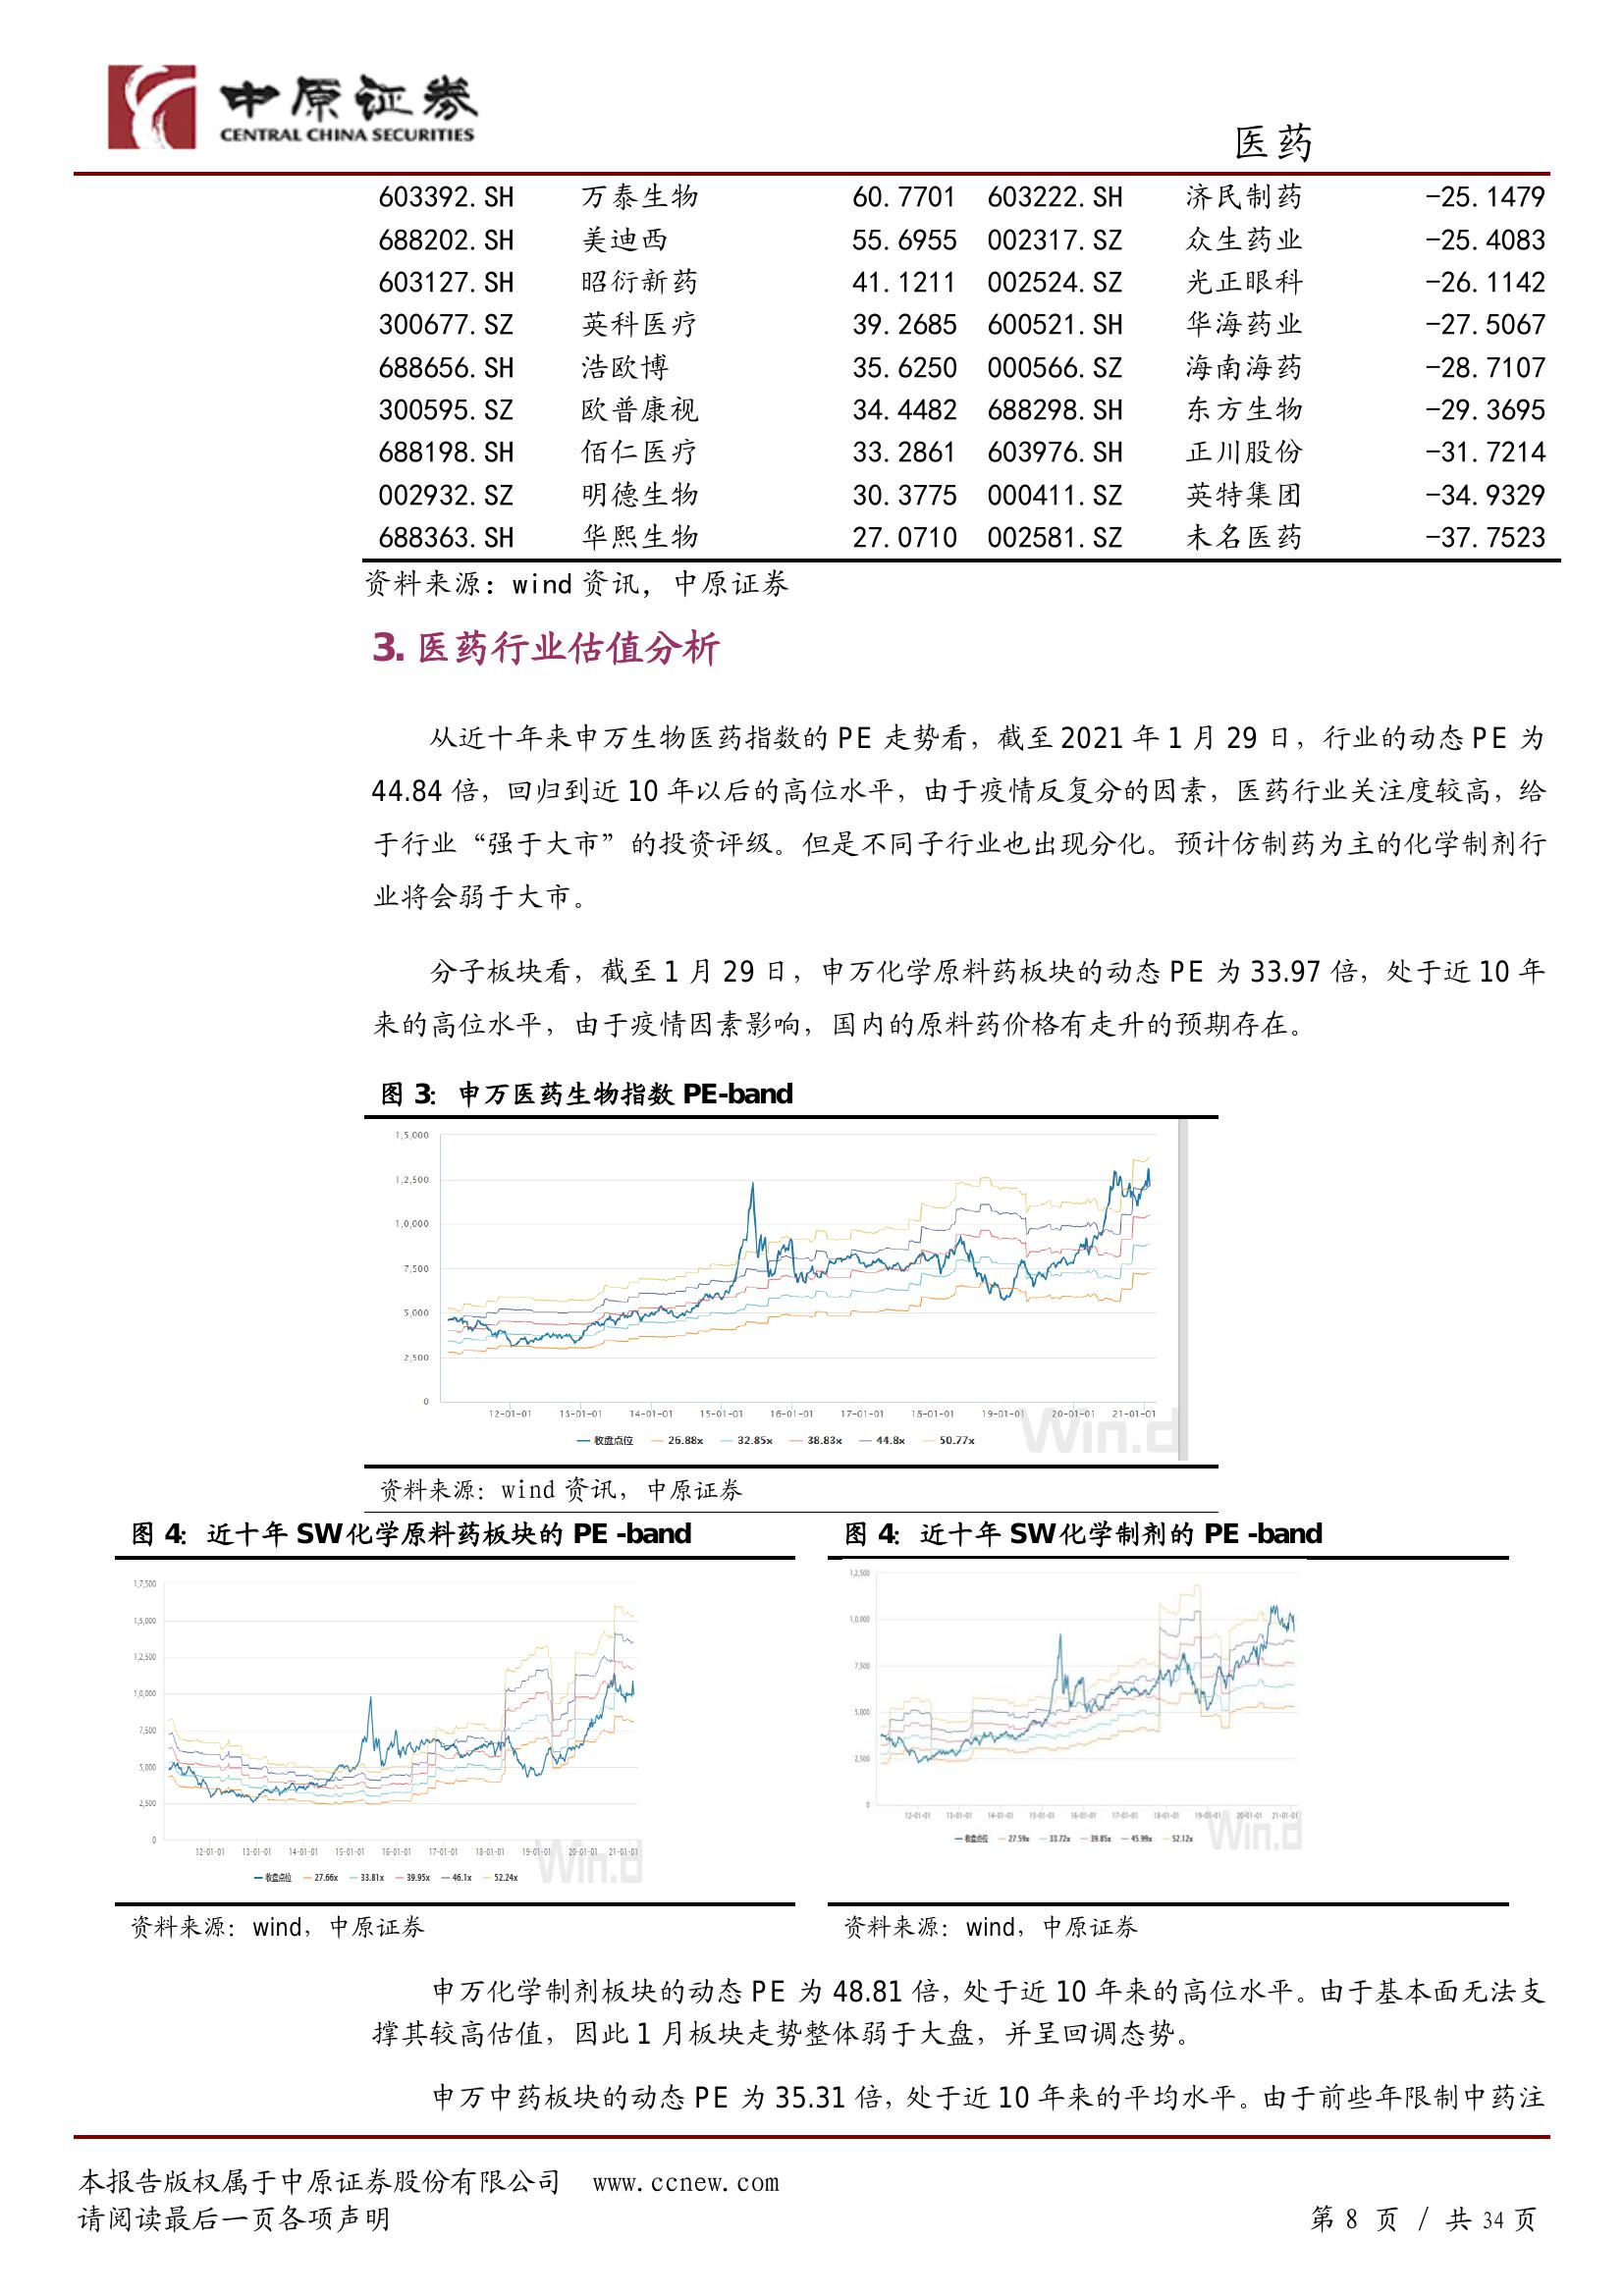 中原证券
CENTRAL CHINA SECURITIES
医药
603392.SH 万泰生物 60.7701 603222.SH 济民制药 -25.1479
688202.SH 美迪西 55.6955 002317.SZ 众生药业 -25.4083
603127.SH 昭衍新药 41.1211 002524.SZ 光正眼科 -26.1142
300677.SZ 英科医疗 39.2685 600521.SH 华海药业 -27.5067
688656.SH 浩欧博 35.6250 000566.SZ 海南海药 -28.7107
300595.SZ 欧普康视 34.4482 688298.SH 东方生物 -29.3695
688198.SH 佰仁医疗 33.2861 603976.SH 正川股份 -31.7214
002932.SZ 明德生物 30.3775 000411.SZ 英特集团 -34.9329
688363.SH 华熙生物 27.0710 002581.SZ 未名医药 -37.7523
资料来源：wind 资讯，中原证券
3. 医药行业估值分析
从近十年来申万生物医药指数的 PE 走势看，截至 2021 年 1 月 29 日，行业的动态 PE 为
44.84 倍，回归到近 10 年以后的高位水平，由于疫情反复分的因素，医药行业关注度较高，给
于行业“强于大市”的投资评级。但是不同子行业也出现分化。预计仿制药为主的化学制剂行
业将会弱于大市。
分子板块看，截至 1 月 29 日，申万化学原料药板块的动态 PE 为 33.97 倍，处于近 10 年
来的高位水平，由于疫情因素影响，国内的原料药价格有走升的预期存在。
图 3：申万医药生物指数 PE-band
1,5,000
1,2,500
1,0,000
7,500
5,000
2,500
0
12-01-01 13-01-01 14-01-01 15-01-01 16-01-01 17-01-01 18-01-01 19-01-01 20-01-01 21-01-01
收盘点位 26.88x 32.85x 38.83x 44.8x 50.77x
Win.d
资料来源：wind 资讯，中原证券
图 4：近十年 SW化学原料药板块的 PE -band
1,7,500
1,5,000
1,2,500
1,0,000
7,500
5,000
2,500
0
12-01-01 13-01-01 14-01-01 15-01-01 16-01-01 17-01-01 18-01-01 19-01-01 20-01-01 21-01-01
收盘点位 27.66x 33.81x 39.95x 46.1x 52.24x
Win.d
资料来源：wind，中原证券
图 4：近十年 SW化学制剂的 PE -band
1,2,500
1,0,000
7,500
5,000
2,500
0
12-01-01 13-01-01 14-01-01 15-01-01 16-01-01 17-01-01 18-01-01 19-01-01 20-01-01 21-01-01
收盘点位 27.59x 33.72x 39.85x 45.99x 52.12x
Win.d
资料来源：wind，中原证券
申万化学制剂板块的动态 PE 为 48.81 倍，处于近 10 年来的高位水平。由于基本面无法支
撑其较高估值，因此 1 月板块走势整体弱于大盘，并呈回调态势。
申万中药板块的动态 PE 为 35.31 倍，处于近 10 年来的平均水平。由于前些年限制中药注
本报告版权属于中原证券股份有限公司 www.ccnew.com
请阅读最后一页各项声明
第 8 页 / 共 34 页